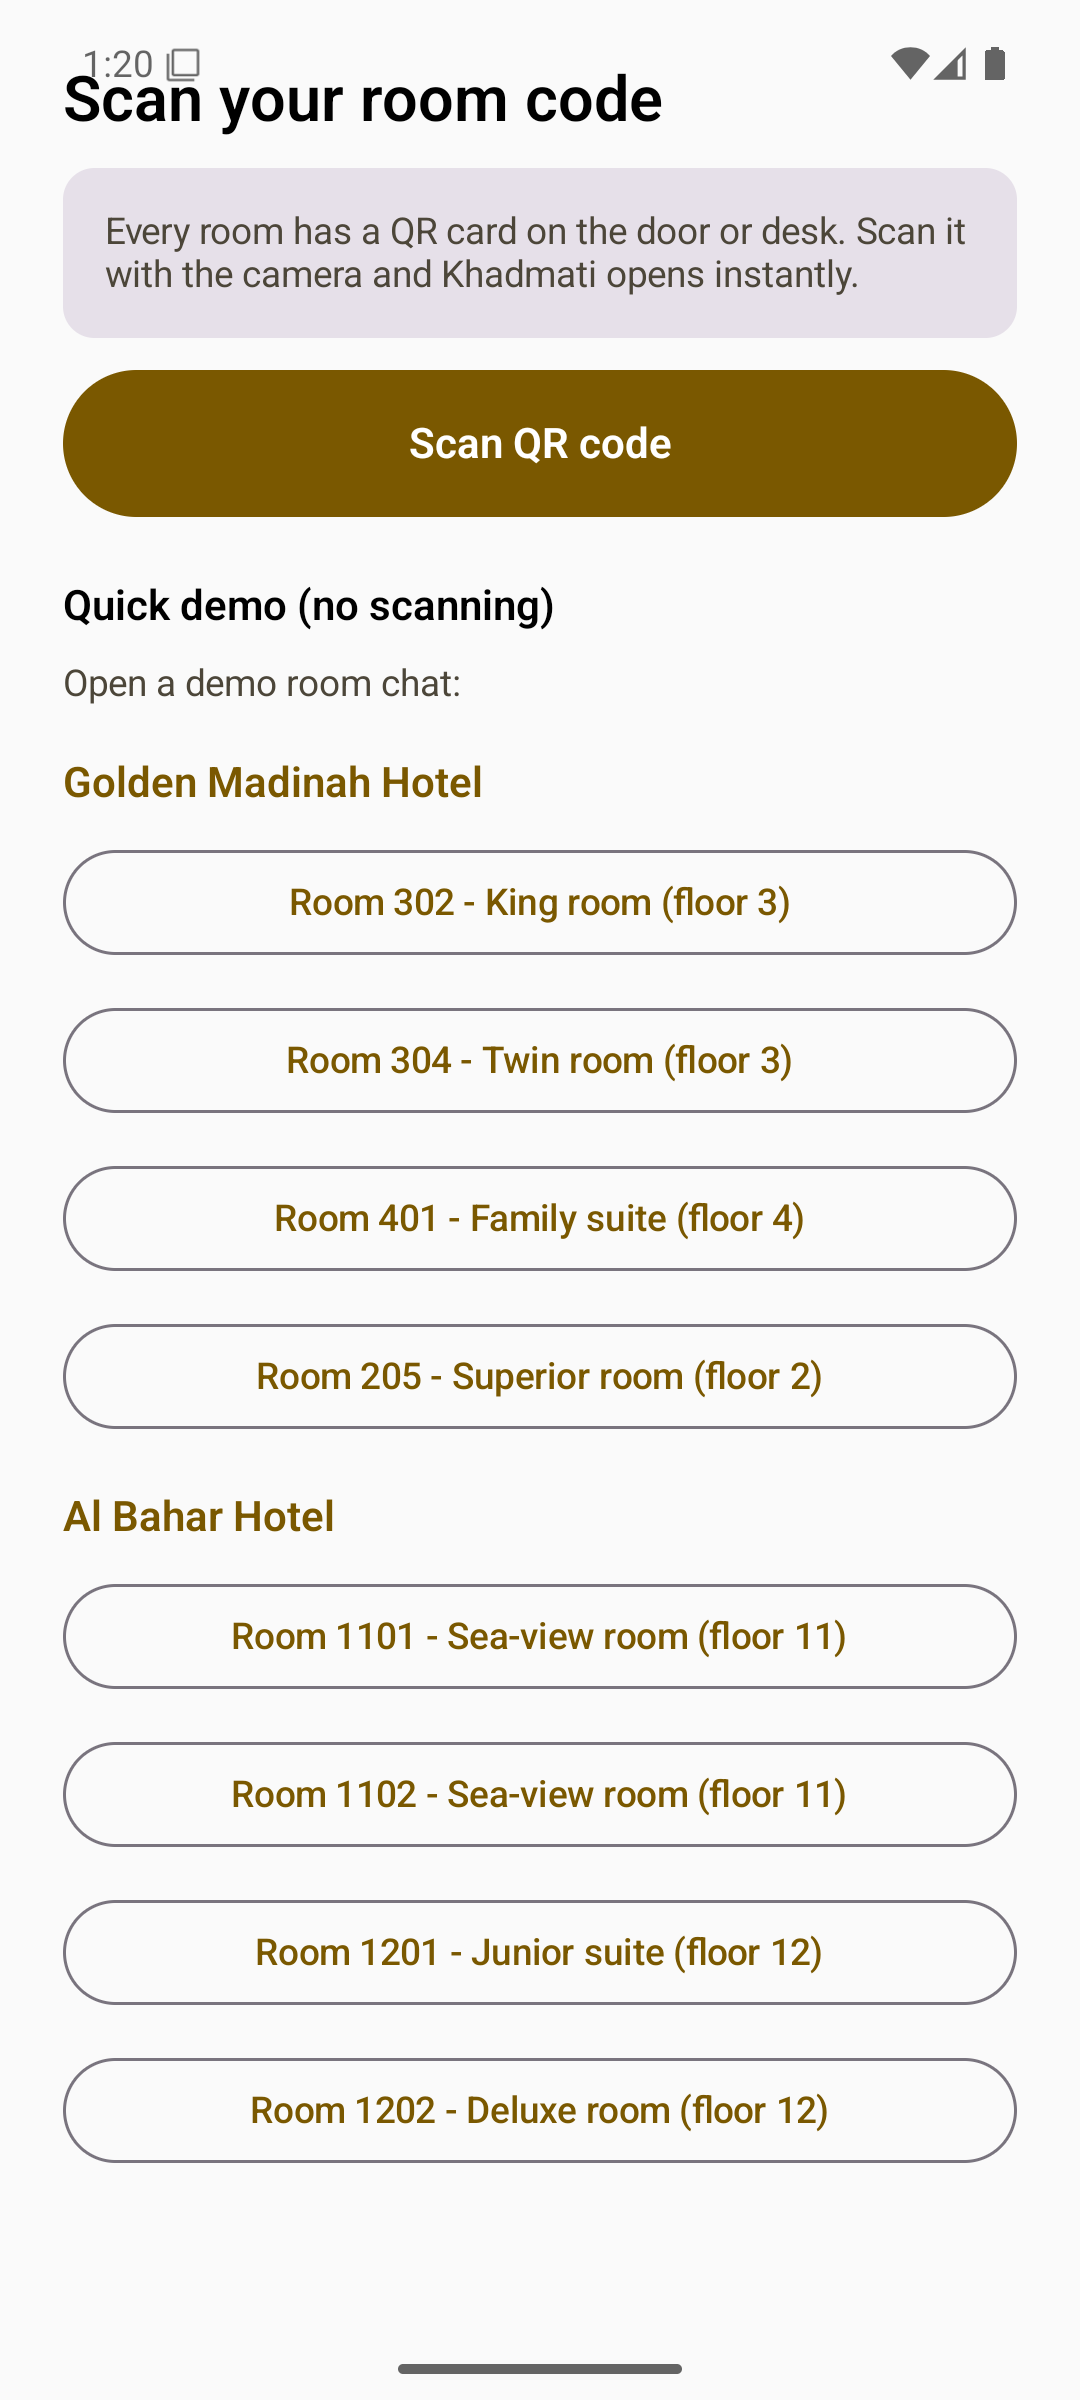 1:20
Scan your room code
Every room has a QR card on the door or desk. Scan it
with the camera and Khadmati opens instantly.
Scan QR code
Quick demo (no scanning)
Open a demo room chat:
Golden Madinah Hotel
Room 302 - King room (floor 3)
Room 304 - Twin room (floor 3)
Room 401 - Family suite (floor 4)
Room 205 - Superior room (floor 2)
Al Bahar Hotel
Room 1101 - Sea-view room (floor 11)
Room 1102 - Sea-view room (floor 11)
Room 1201 - Junior suite (floor 12)
Room 1202 - Deluxe room (floor 12)